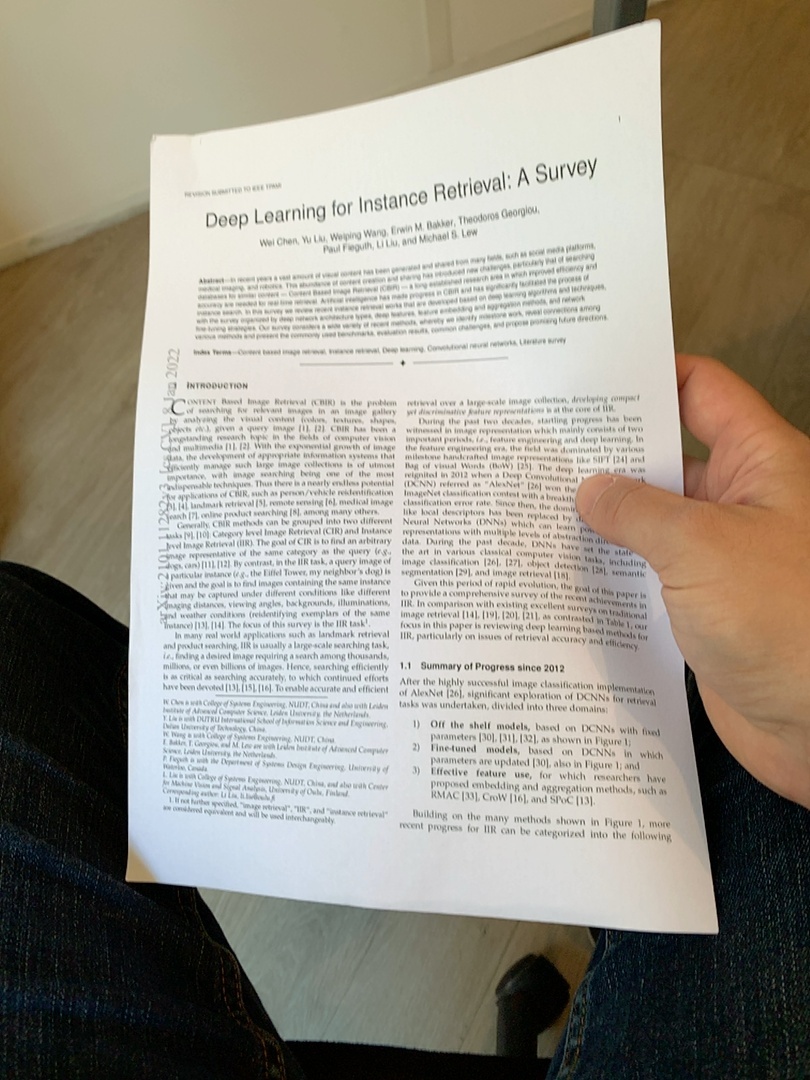 1
REVISION SUBMITTED TO IEEE TPAMI
Deep Learning for Instance Retrieval: A Survey
Wei Chen, Yu Liu, Weiping Wang, Erwin M. Bakker, Theodoros Georgiou,
Paul Fieguth, Li Liu, and Michael S. Lew
Abstract—In recent years a vast amount of visual content has been generated and shared from many fields, such as social media platforms,
medical imaging, and robotics. This abundance of content creation and sharing has introduced new challenges, particularly that of searching
databases for similar content — Content Based Image Retrieval (CBIR) — a long established research area in which improved efficiency and
accuracy are needed for real-time retrieval. Artificial intelligence has made progress in CBIR and has significantly facilitated the process of
instance search. In this survey we review recent instance retrieval works that are developed based on deep learning algorithms and techniques,
with the survey organized by deep network architecture types, deep features, feature embedding and aggregation methods, and network
fine-tuning strategies. Our survey considers a wide variety of recent methods, whereby we identify milestone work, reveal connections among
various methods and present the commonly used benchmarks, evaluation results, common challenges, and propose promising future directions.
Index Terms—Content based image retrieval, Instance retrieval, Deep learning, Convolutional neural networks, Literature survey
INTRODUCTION
CONTENT Based Image Retrieval (CBIR) is the problem
of searching for relevant images in an image gallery
by analyzing the visual content (colors, textures, shapes,
objects etc.), given a query image [1], [2]. CBIR has been a
longstanding research topic in the fields of computer vision
and multimedia [1], [2]. With the exponential growth of image
data, the development of appropriate information systems that
efficiently manage such large image collections is of utmost
importance, with image searching being one of the most
indispensable techniques. Thus there is a nearly endless potential
for applications of CBIR, such as person/vehicle reidentification
[3], [4], landmark retrieval [5], remote sensing [6], medical image
search [7], online product searching [8], among many others.
Generally, CBIR methods can be grouped into two different
tasks [9], [10]: Category level Image Retrieval (CIR) and Instance
level Image Retrieval (IIR). The goal of CIR is to find an arbitrary
image representative of the same category as the query (e.g.,
dogs, cars) [11], [12]. By contrast, in the IIR task, a query image of
a particular instance (e.g., the Eiffel Tower, my neighbor's dog) is
given and the goal is to find images containing the same instance
that may be captured under different conditions like different
imaging distances, viewing angles, backgrounds, illuminations,
and weather conditions (reidentifying exemplars of the same
instance) [13], [14]. The focus of this survey is the IIR task1.
In many real world applications such as landmark retrieval
and product searching, IIR is usually a large-scale searching task,
i.e., finding a desired image requiring a search among thousands,
millions, or even billions of images. Hence, searching efficiently
is as critical as searching accurately, to which continued efforts
have been devoted [13], [15], [16]. To enable accurate and efficient
W. Chen is with College of Systems Engineering, NUDT, China and also with Leiden
Institute of Advanced Computer Science, Leiden University, the Netherlands.
Y. Liu is with DUTRU International School of Information Science and Engineering,
Dalian University of Technology, China.
W. Wang is with College of Systems Engineering, NUDT, China.
E. Bakker, T. Georgiou, and M. Lew are with Leiden Institute of Advanced Computer
Science, Leiden University, the Netherlands.
P. Fieguth is with the Department of Systems Design Engineering, University of
Waterloo, Canada.
L. Liu is with College of Systems Engineering, NUDT, China, and also with Center
for Machine Vision and Signal Analysis, University of Oulu, Finland.
Corresponding author: Li Liu,
1. If not further specified, "image retrieval", "IIR", and "instance retrieval"
are considered equivalent and will be used interchangeably.
retrieval over a large-scale image collection, developing compact
yet discriminative feature representations is at the core of IIR.
During the past two decades, startling progress has been
witnessed in image representation which mainly consists of two
important periods, i.e., feature engineering and deep learning. In
the feature engineering era, the field was dominated by various
milestone handcrafted image representations like SIFT [24] and
Bag of visual Words (BoW) [25]. The deep learning era was
reignited in 2012 when a Deep Convolutional N
(DCNN) referred as "AlexNet" [26] won the
ImageNet classification contest with a breakth
classification error rate. Since then, the domi
like local descriptors has been replaced by d
Neural Networks (DNNs) which can learn po
representations with multiple levels of abstraction dir
data. During the past decade, DNNs have set the state
the art in various classical computer vision tasks, including
image classification [26], [27], object detection [28], semantic
segmentation [29], and image retrieval [18].
Given this period of rapid evolution, the goal of this paper is
to provide a comprehensive survey of the recent achievements in
IIR. In comparison with existing excellent surveys on traditional
image retrieval [14], [19], [20], [21], as contrasted in Table 1, our
focus in this paper is reviewing deep learning based methods for
IIR, particularly on issues of retrieval accuracy and efficiency.
1.1 Summary of Progress since 2012
After the highly successful image classification implementation
of AlexNet [26], significant exploration of DCNNs for retrieval
tasks was undertaken, divided into three domains:
1) Off the shelf models, based on DCNNs with fixed
parameters [30], [31], [32], as shown in Figure 1;
2) Fine-tuned models, based on DCNNs in which
parameters are updated [30], also in Figure 1; and
3) Effective feature use, for which researchers have
proposed embedding and aggregation methods, such as
RMAC [33], CroW [16], and SPoC [13].
Building on the many methods shown in Figure 1, more
recent progress for IIR can be categorized into the following
arXiv:2101.11282v3 [cs.CV] 8 Jan 2022